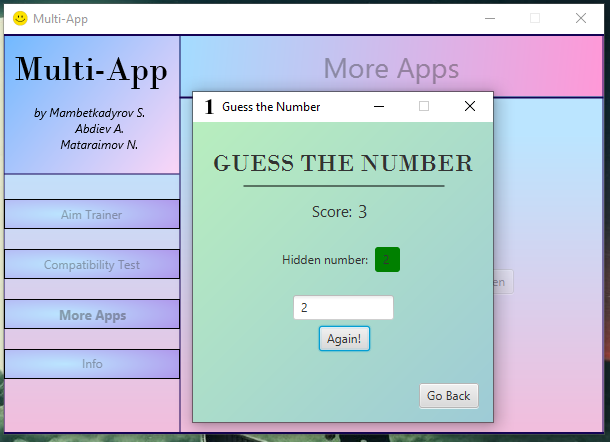 Multi-App
Multi-App
by Mambetkadyrov S.
Abdiev A.
Mataraimov N.
Aim Trainer
Compatibility Test
More Apps
Info
More Apps
1 Guess the Number
GUESS THE NUMBER
Score: 3
Hidden number: 2
2
Again!
Go Back